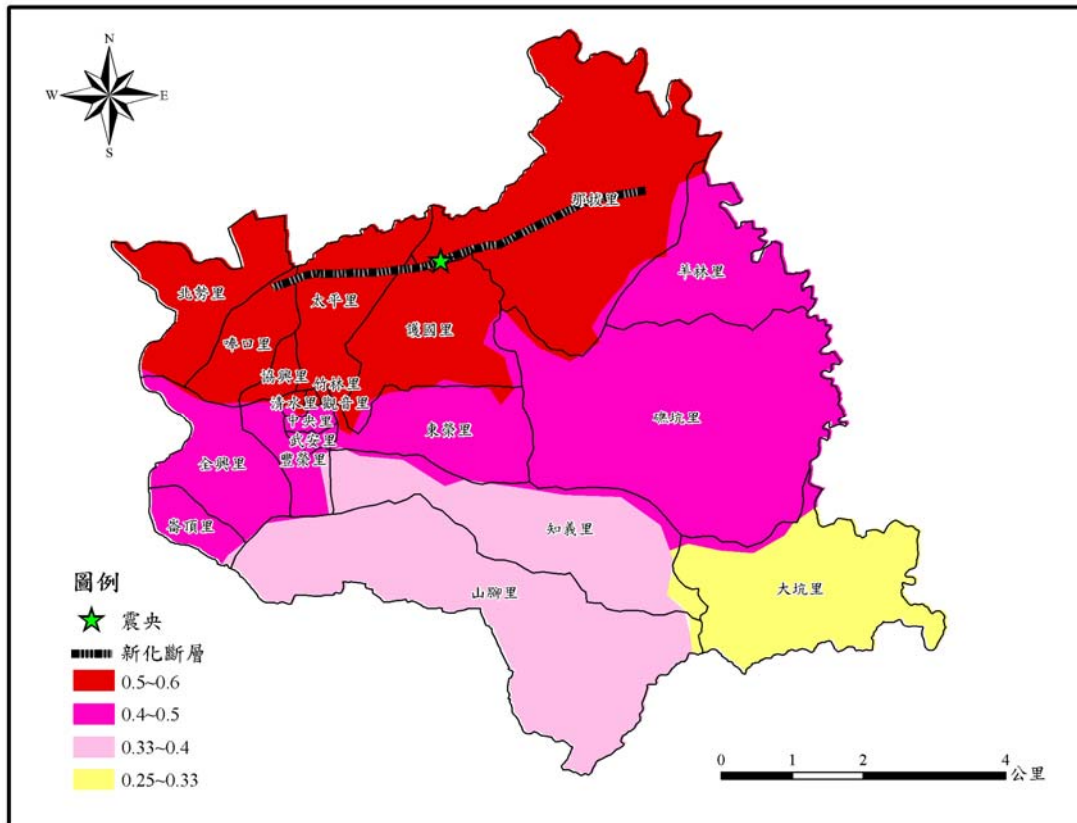 N
W
E
S
那拔里
羊林里
北勢里
太平里
護國里
唪口里
協興里
竹林里
清水里
觀音里
中央里
武安里
豐榮里
東榮里
礁坑里
全興里
崙頂里
知義里
山腳里
大坑里
圖例
震央
新化斷層
0.5~0.6
0.4~0.5
0.33~0.4
0.25~0.33
0
1
2
4
公里